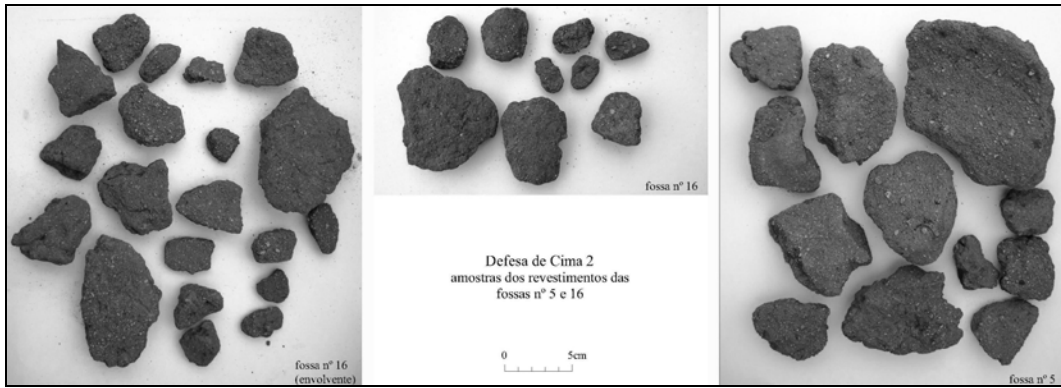 fossa nº 16
(envolvente)
fossa nº 16
Defesa de Cima 2
amostras dos revestimentos das
fossas nº 5 e 16
0 5cm
fossa nº 5